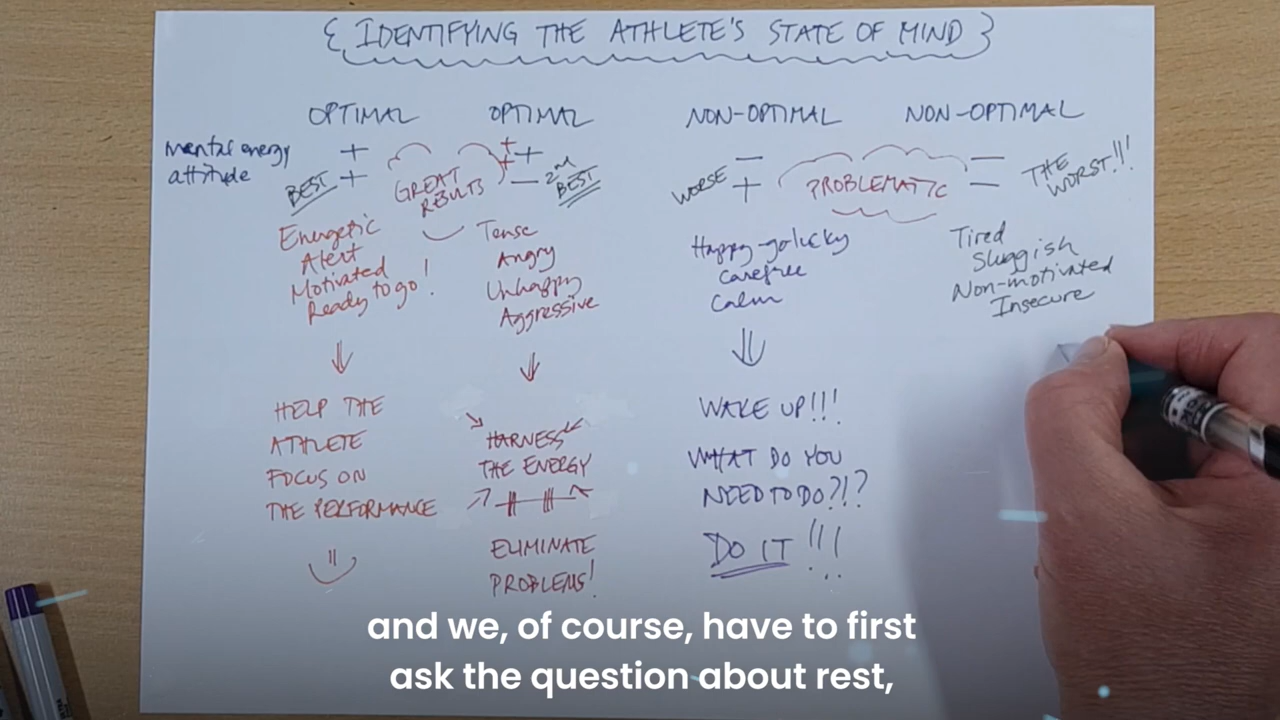 { IDENTIFYING THE ATHLETE'S STATE OF MIND }
OPTIMAL OPTIMAL NON-OPTIMAL NON-OPTIMAL
mental energy + + − −
attitude + − + −
BEST
GREAT
RESULTS
2nd
BEST
WORSE
PROBLEMATIC
THE
WORST!!!
Energetic
Alert
Motivated
Ready to go!
Tense
Angry
Unhappy
Aggressive
Happy-go lucky
Carefree
Calm
Tired
Sluggish
Non-motivated
Insecure
HELP THE
ATHLETE
FOCUS ON
THE PERFORMANCE
HARNESS
THE ENERGY
ELIMINATE
PROBLEMS!
WAKE UP!!!
WHAT DO YOU
NEED TO DO?!?
DO IT!!!
and we, of course, have to first
ask the question about rest,